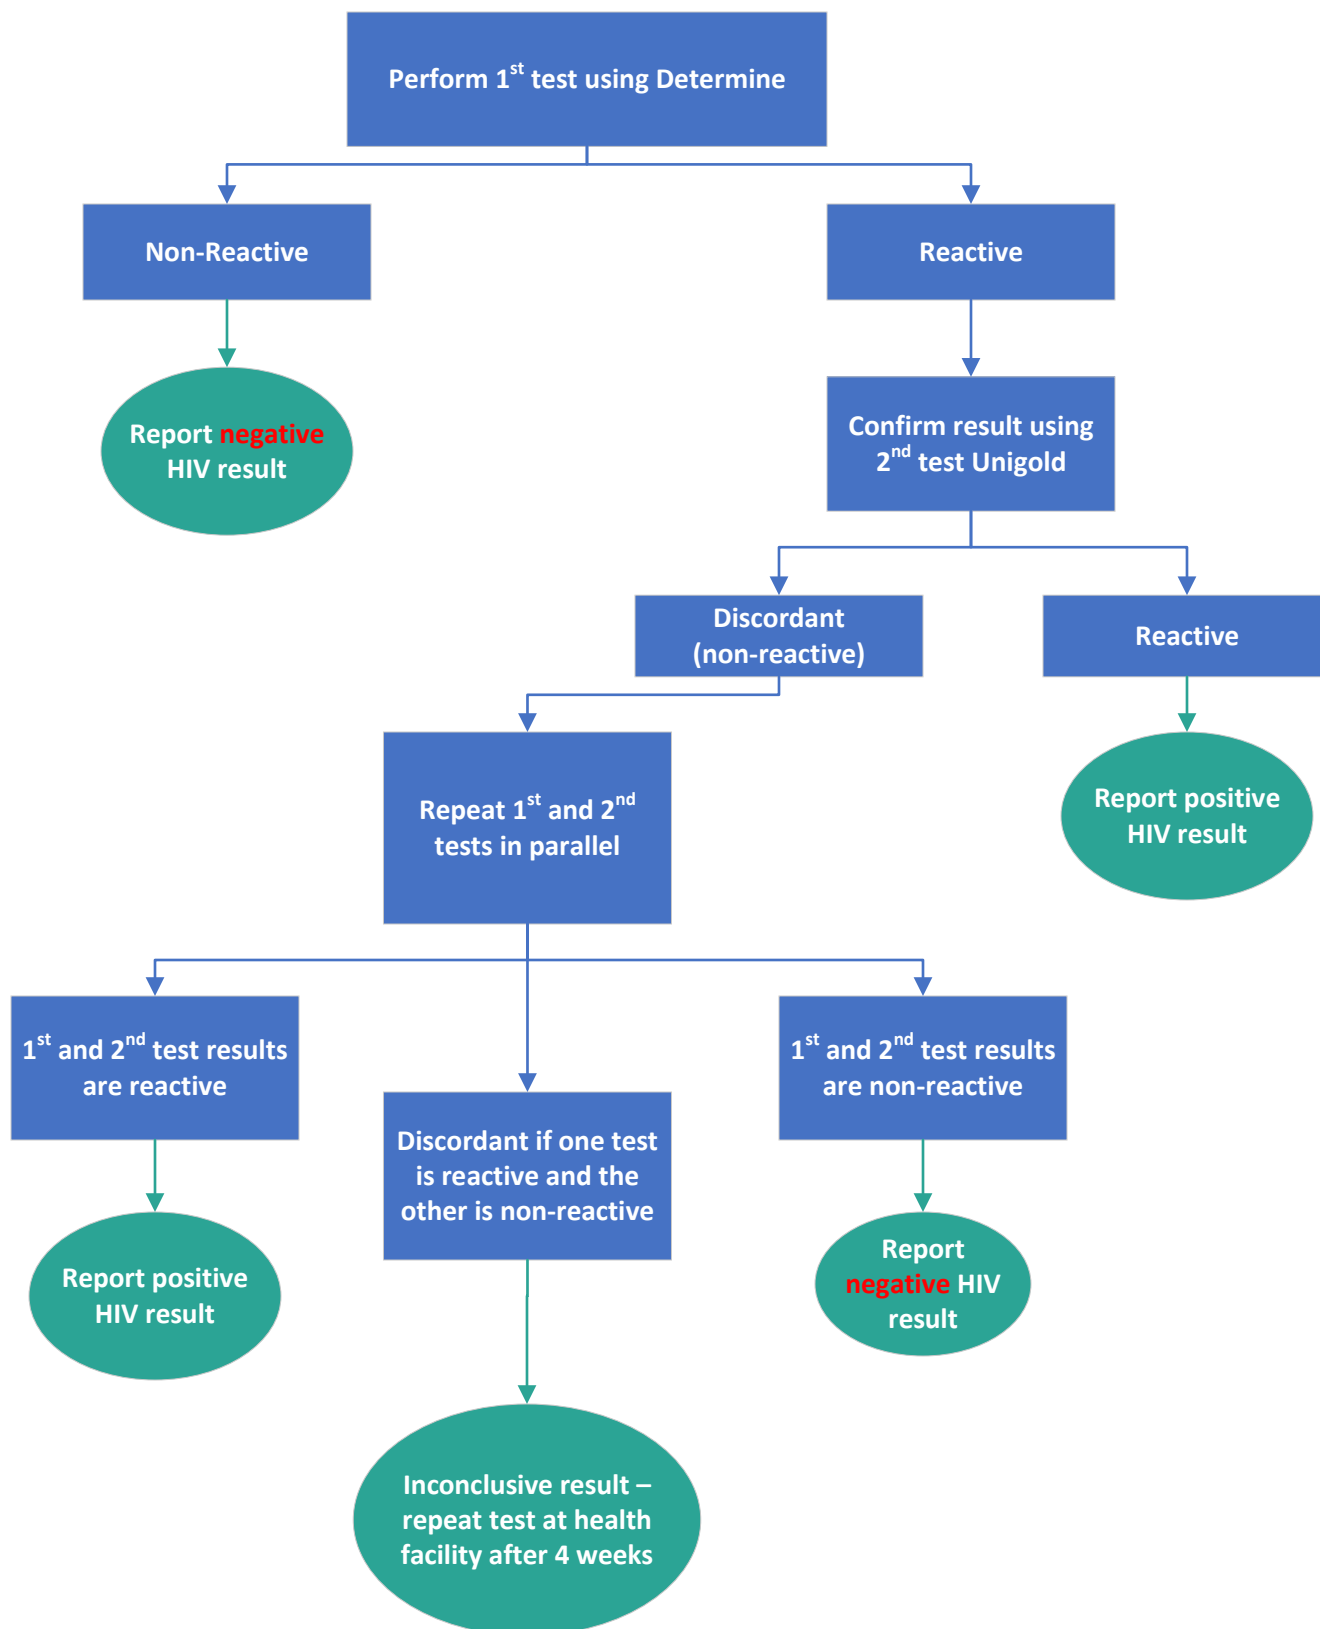 Perform 1st test using Determine
Non-Reactive
Reactive
Report negative
HIV result
Confirm result using
2nd test Unigold
Discordant
(non-reactive)
Reactive
Repeat 1st and 2nd
tests in parallel
Report positive
HIV result
1st and 2nd test results
are reactive
Discordant if one test
is reactive and the
other is non-reactive
1st and 2nd test results
are non-reactive
Report positive
HIV result
Report
negative HIV
result
Inconclusive result –
repeat test at health
facility after 4 weeks